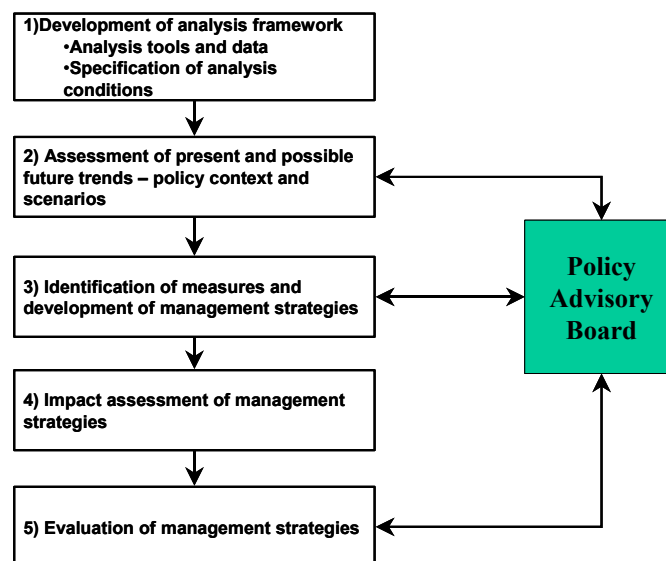 1)Development of analysis framework
•Analysis tools and data
•Specification of analysis
conditions
2) Assessment of present and possible
future trends – policy context and
scenarios
3) Identification of measures and
development of management strategies
4) Impact assessment of management
strategies
5) Evaluation of management strategies
Policy
Advisory
Board